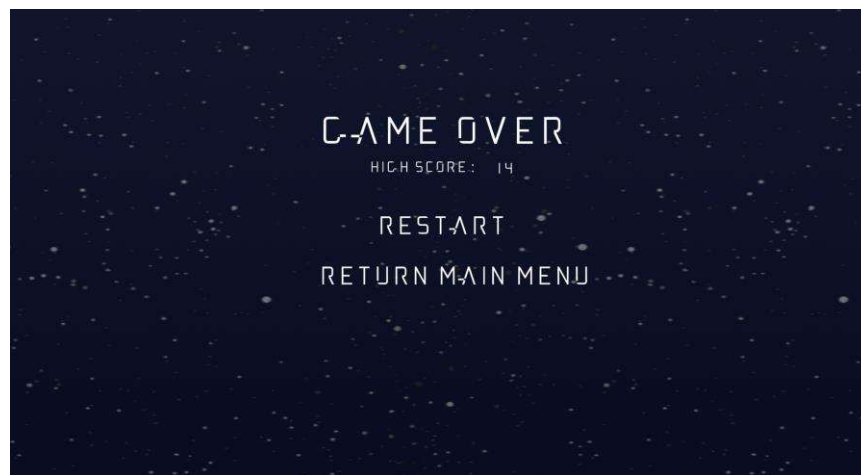 GAME OVER
HIGH SCORE: 14
RESTART
RETURN MAIN MENU